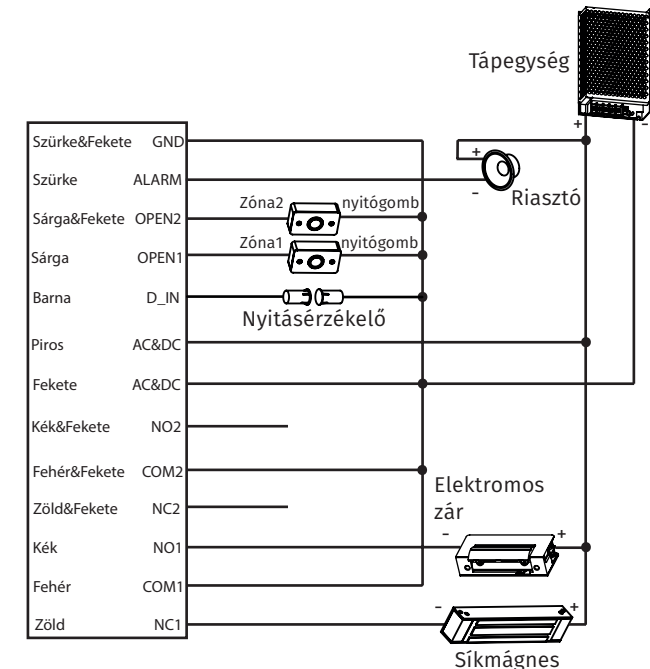 Tápegység
+ -
Szürke&Fekete GND
+
Szürke ALARM
- Riasztó
Zóna2 nyitógomb
Sárga&Fekete OPEN2
Zóna1 nyitógomb
Sárga OPEN1
Barna D_IN
Nyitásérzékelő
Piros AC&DC
Fekete AC&DC
Kék&Fekete NO2
Fehér&Fekete COM2
Elektromos
zár
Zöld&Fekete NC2
- +
Kék NO1
Fehér COM1
- +
Zöld NC1
Síkmágnes